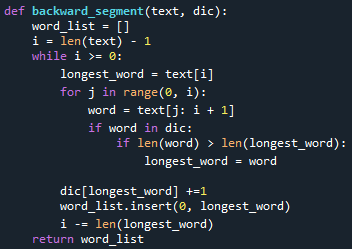 def backward_segment(text, dic):
    word_list = []
    i = len(text) - 1
    while i >= 0:
        longest_word = text[i]
        for j in range(0, i):
            word = text[j: i + 1]
            if word in dic:
                if len(word) > len(longest_word):
                    longest_word = word
        dic[longest_word] +=1
        word_list.insert(0, longest_word)
        i -= len(longest_word)
    return word_list